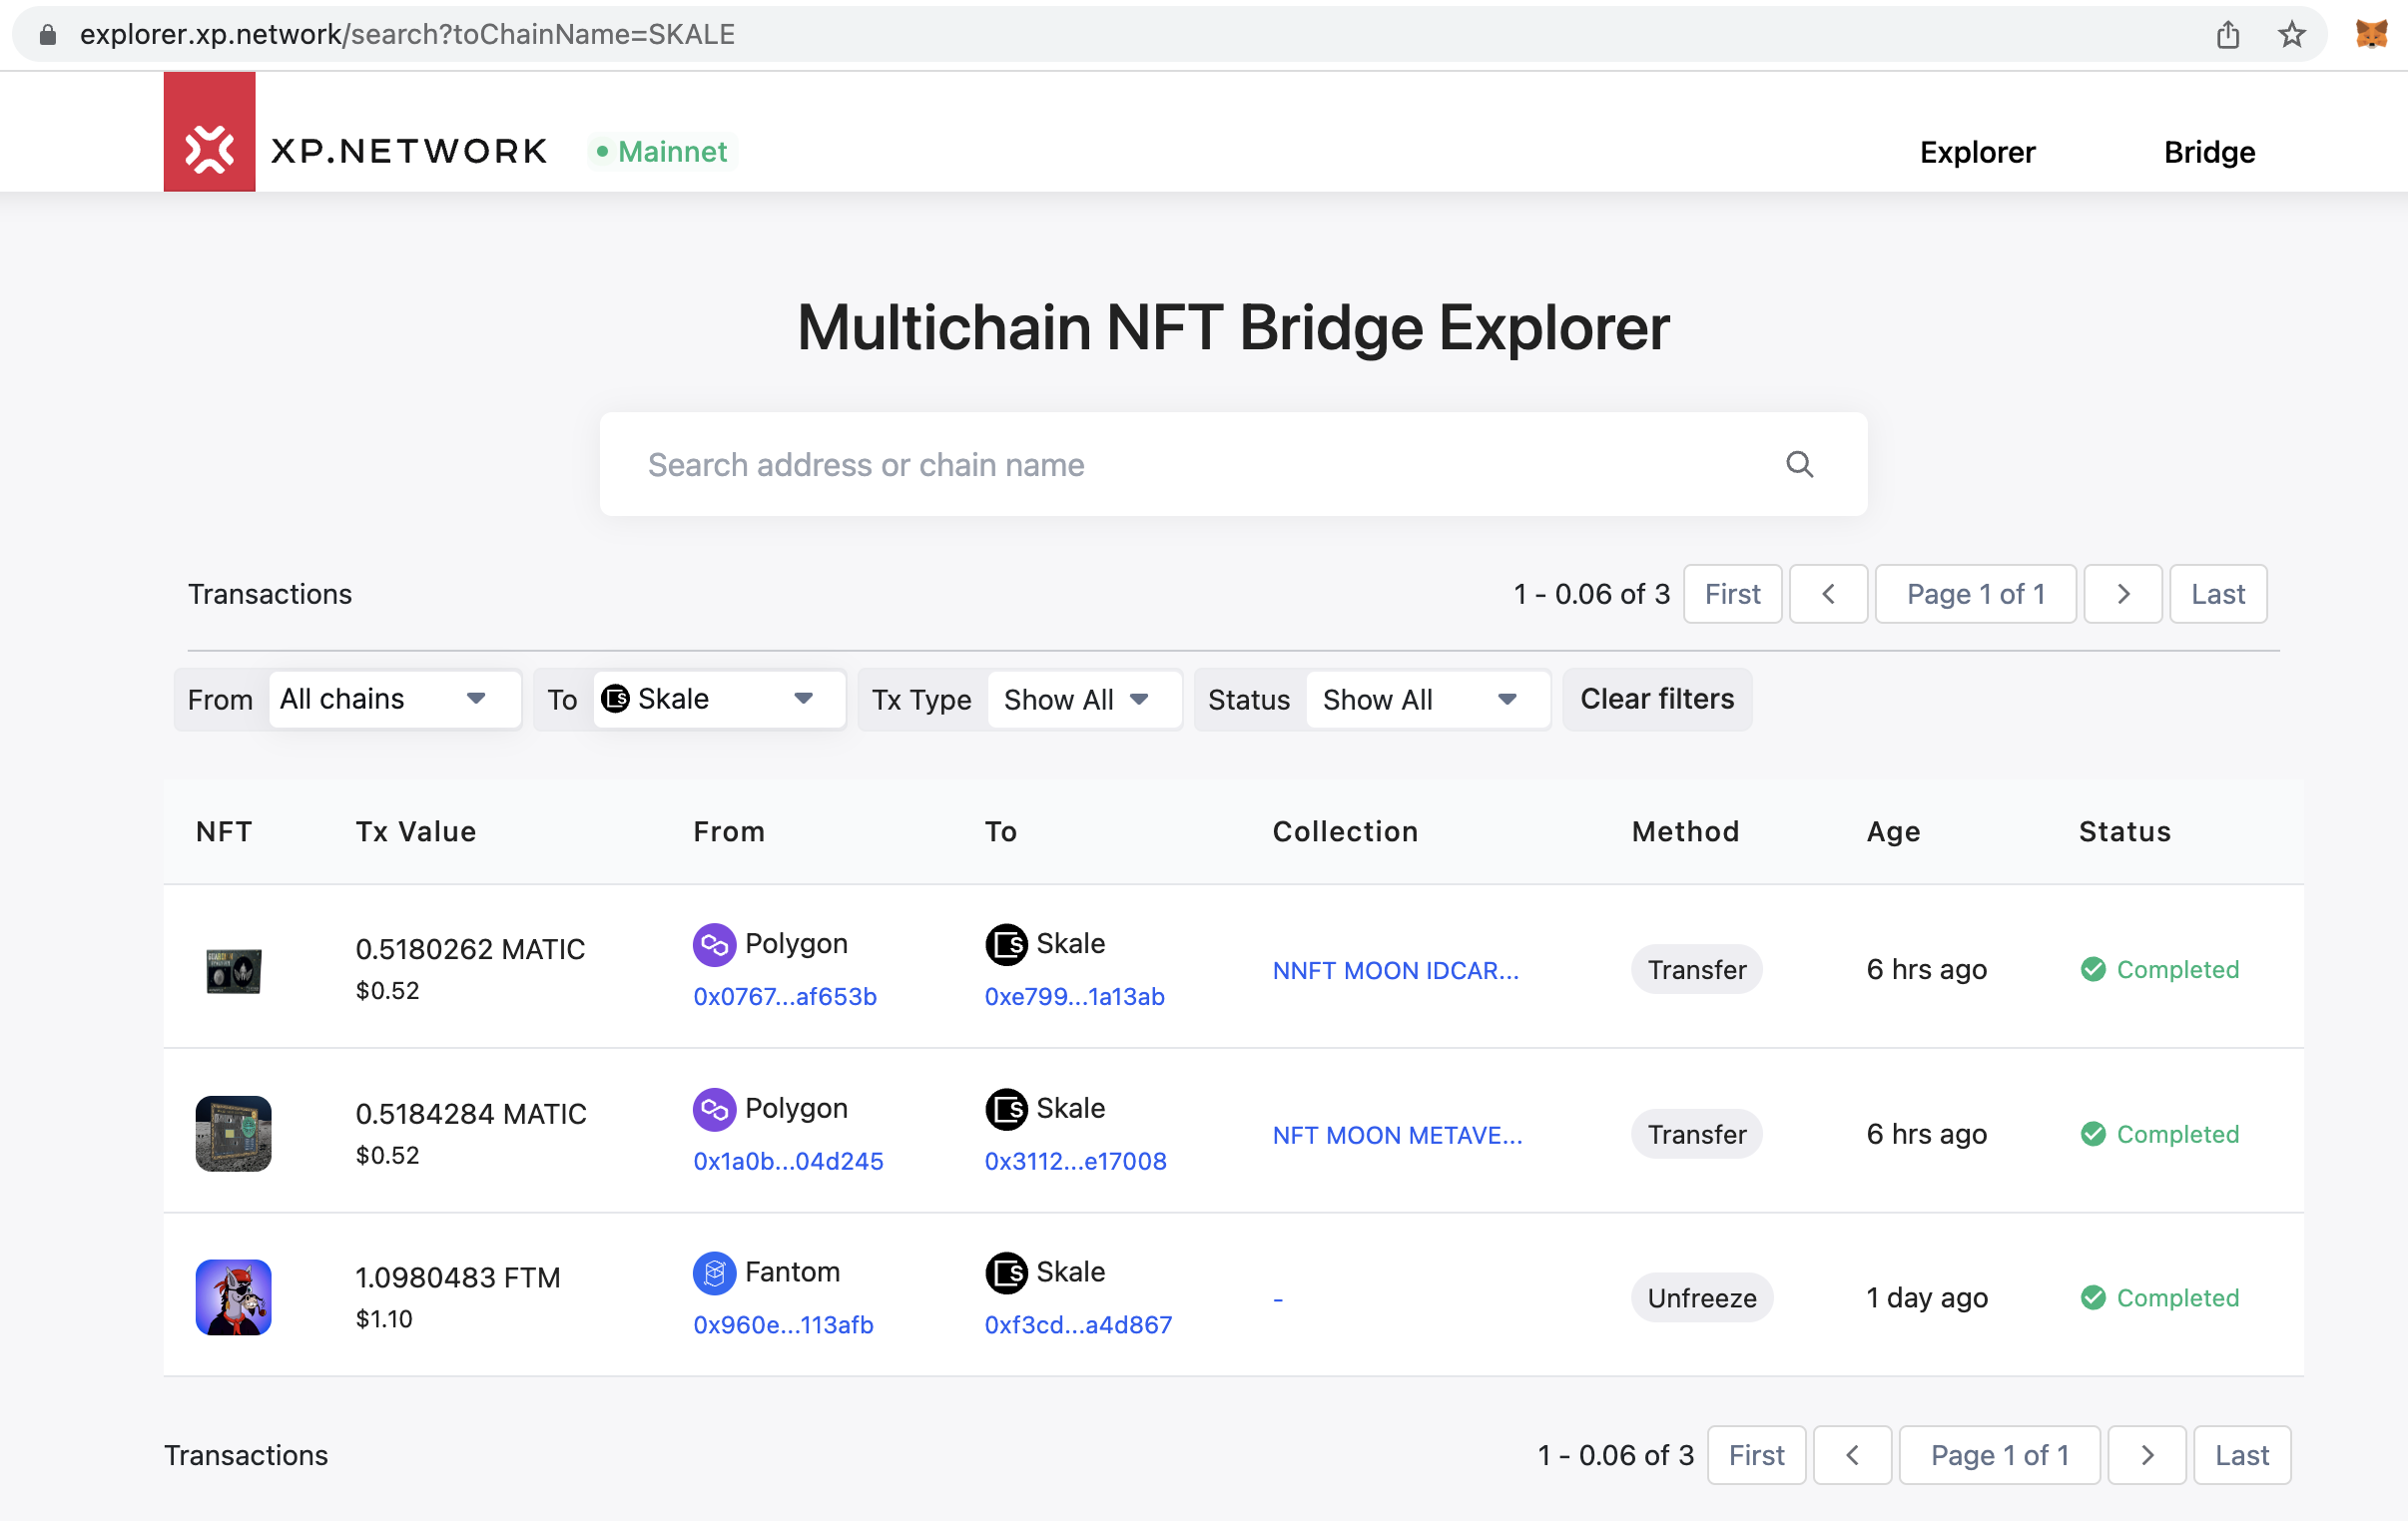 explorer.xp.network/search?toChainName=SKALE
XP.NETWORK Mainnet Explorer Bridge
Multichain NFT Bridge Explorer
Search address or chain name
Transactions 1 - 0.06 of 3 First < Page 1 of 1 > Last
From All chains To Skale Tx Type Show All Status Show All Clear filters
NFT Tx Value From To Collection Method Age Status
0.5180262 MATIC Polygon Skale
$0.52 0x0767...af653b 0xe799...1a13ab NNFT MOON IDCAR... Transfer 6 hrs ago Completed
0.5184284 MATIC Polygon Skale
$0.52 0x1a0b...04d245 0x3112...e17008 NFT MOON METAVE... Transfer 6 hrs ago Completed
1.0980483 FTM Fantom Skale
$1.10 0x960e...113afb 0xf3cd...a4d867 - Unfreeze 1 day ago Completed
Transactions 1 - 0.06 of 3 First < Page 1 of 1 > Last